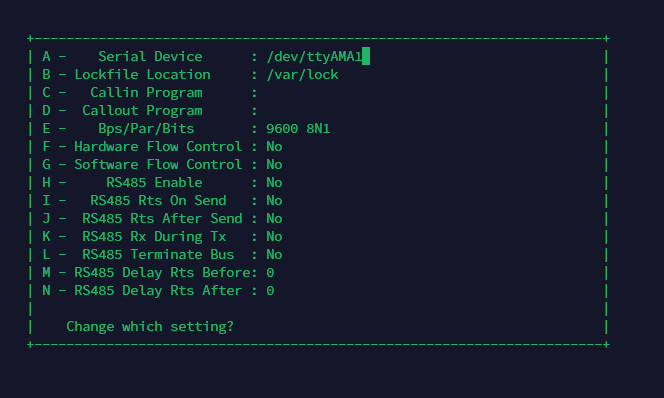 +-----------------------------------------------------------------------+
| A -    Serial Device      : /dev/ttyAMA1                              |
| B - Lockfile Location     : /var/lock                                 |
| C -   Callin Program      :                                           |
| D -  Callout Program      :                                           |
| E -    Bps/Par/Bits       : 9600 8N1                                  |
| F - Hardware Flow Control : No                                        |
| G - Software Flow Control : No                                        |
| H -     RS485 Enable      : No                                        |
| I -   RS485 Rts On Send   : No                                        |
| J -  RS485 Rts After Send : No                                        |
| K -  RS485 Rx During Tx   : No                                        |
| L -  RS485 Terminate Bus  : No                                        |
| M - RS485 Delay Rts Before: 0                                         |
| N - RS485 Delay Rts After : 0                                         |
|                                                                       |
|    Change which setting?                                              |
+-----------------------------------------------------------------------+